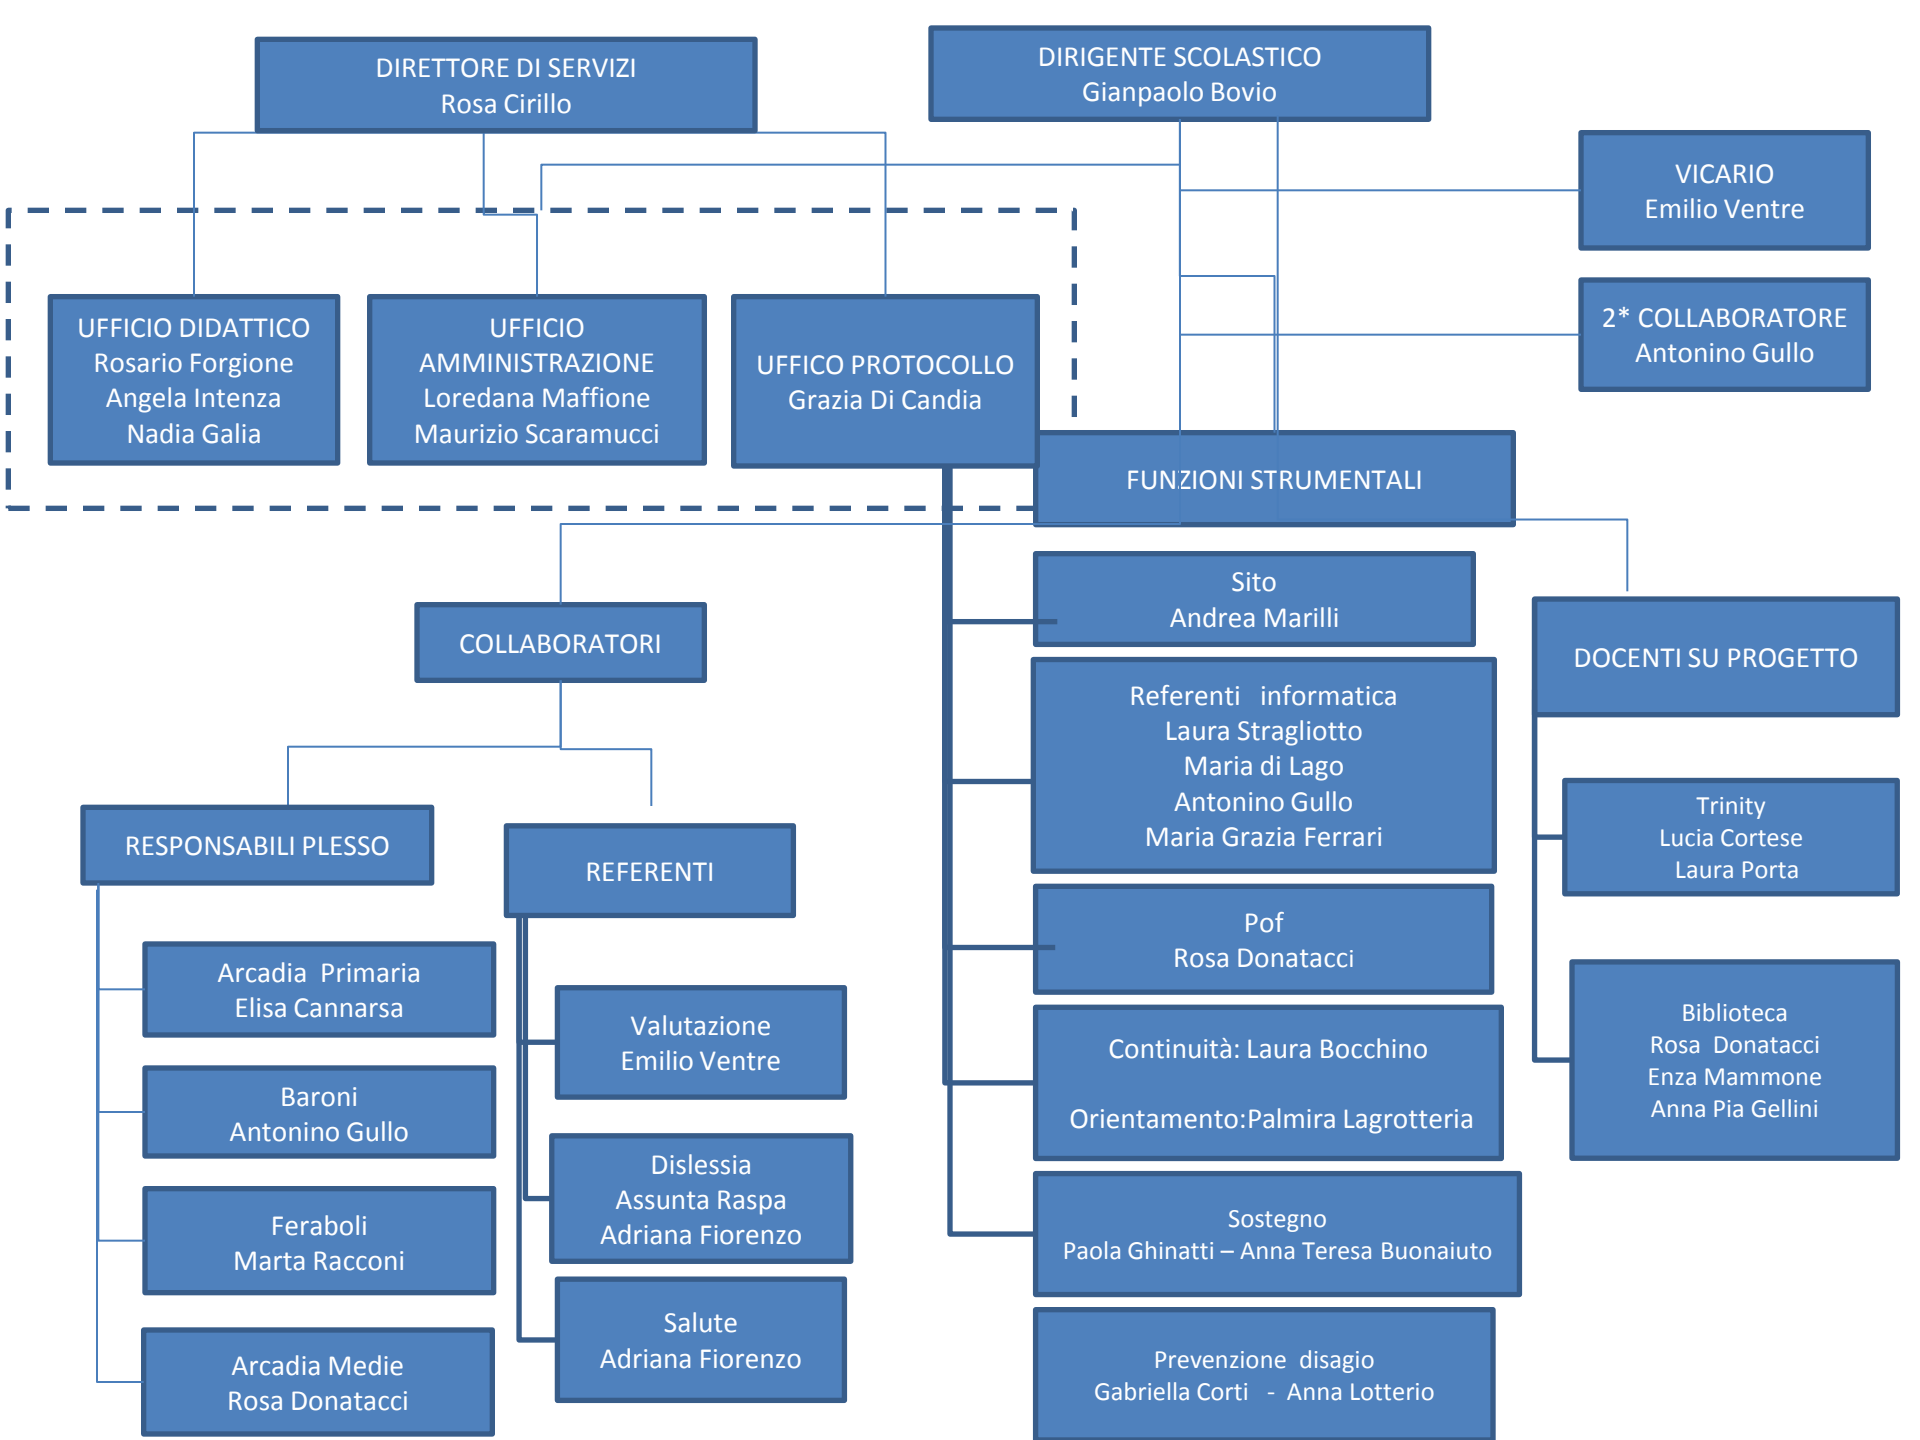 DIRETTORE DI SERVIZI
Rosa Cirillo
DIRIGENTE SCOLASTICO
Gianpaolo Bovio
VICARIO
Emilio Ventre
2* COLLABORATORE
Antonino Gullo
UFFICIO DIDATTICO
Rosario Forgione
Angela Intenza
Nadia Galia
UFFICIO
AMMINISTRAZIONE
Loredana Maffione
Maurizio Scaramucci
UFFICO PROTOCOLLO
Grazia Di Candia
FUNZIONI STRUMENTALI
COLLABORATORI
Sito
Andrea Marilli
Referenti informatica
Laura Stragliotto
Maria di Lago
Antonino Gullo
Maria Grazia Ferrari
Pof
Rosa Donatacci
Continuità: Laura Bocchino
Orientamento:Palmira Lagrotteria
Sostegno
Paola Ghinatti – Anna Teresa Buonaiuto
Prevenzione disagio
Gabriella Corti - Anna Lotterio
DOCENTI SU PROGETTO
Trinity
Lucia Cortese
Laura Porta
Biblioteca
Rosa Donatacci
Enza Mammone
Anna Pia Gellini
RESPONSABILI PLESSO
Arcadia Primaria
Elisa Cannarsa
Baroni
Antonino Gullo
Feraboli
Marta Racconi
Arcadia Medie
Rosa Donatacci
REFERENTI
Valutazione
Emilio Ventre
Dislessia
Assunta Raspa
Adriana Fiorenzo
Salute
Adriana Fiorenzo